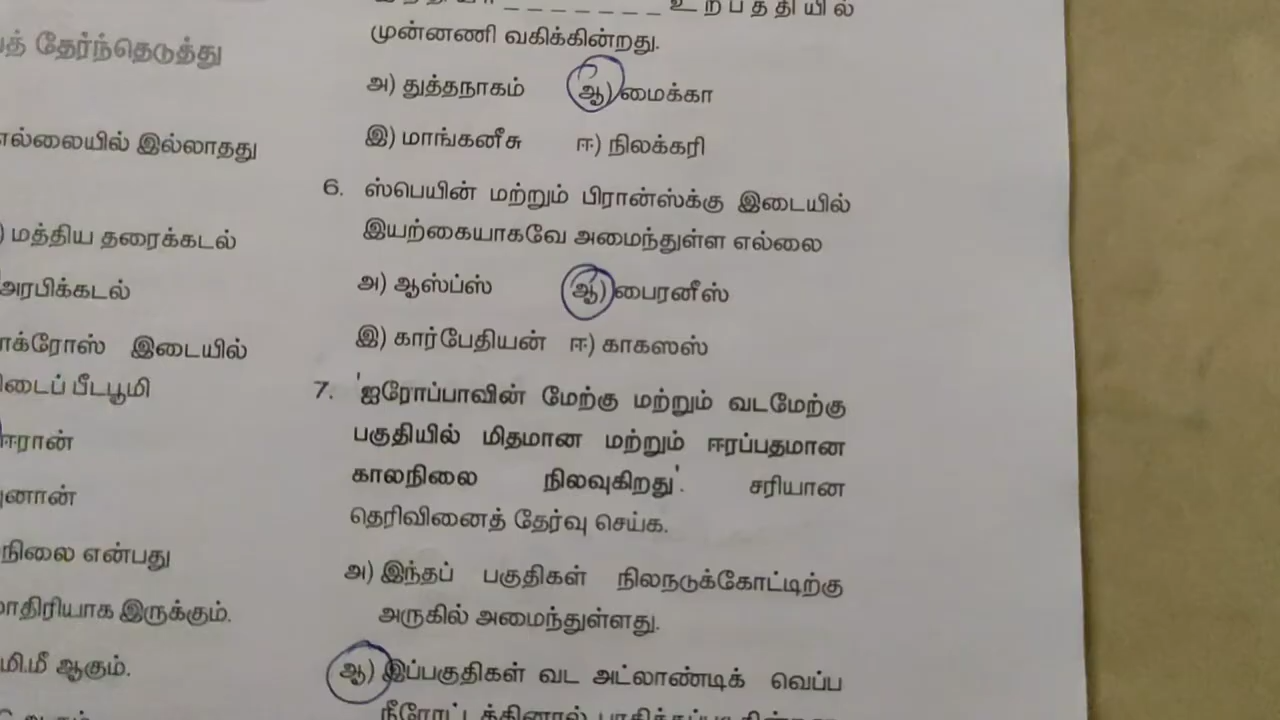 த் தேர்ந்தெடுத்து
எல்லையில் இல்லாதது
) மத்திய தரைக்கடல்
அரபிக்கடல்
ாக்ரோஸ் இடையில்
டைப் பீடபூமி
ஈரான்
னான்
நிலை என்பது
ாதிரியாக இருக்கும்.
மி.மீ ஆகும்.
_ _ _ _ _ _ _ உற்பத்தியில்
முன்னணி வகிக்கின்றது.
அ) துத்தநாகம் ஆ) மைக்கா
இ) மாங்கனீசு ஈ) நிலக்கரி
6. ஸ்பெயின் மற்றும் பிரான்ஸ்க்கு இடையில்
இயற்கையாகவே அமைந்துள்ள எல்லை
அ) ஆஸ்ப்ஸ் ஆ) பைரனீஸ்
இ) கார்பேதியன் ஈ) காகஸஸ்
7. 'ஐரோப்பாவின் மேற்கு மற்றும் வடமேற்கு
பகுதியில் மிதமான மற்றும் ஈரப்பதமான
காலநிலை நிலவுகிறது'. சரியான
தெரிவினைத் தேர்வு செய்க.
அ) இந்தப் பகுதிகள் நிலநடுக்கோட்டிற்கு
அருகில் அமைந்துள்ளது.
ஆ) இப்பகுதிகள் வட அட்லாண்டிக் வெப்ப